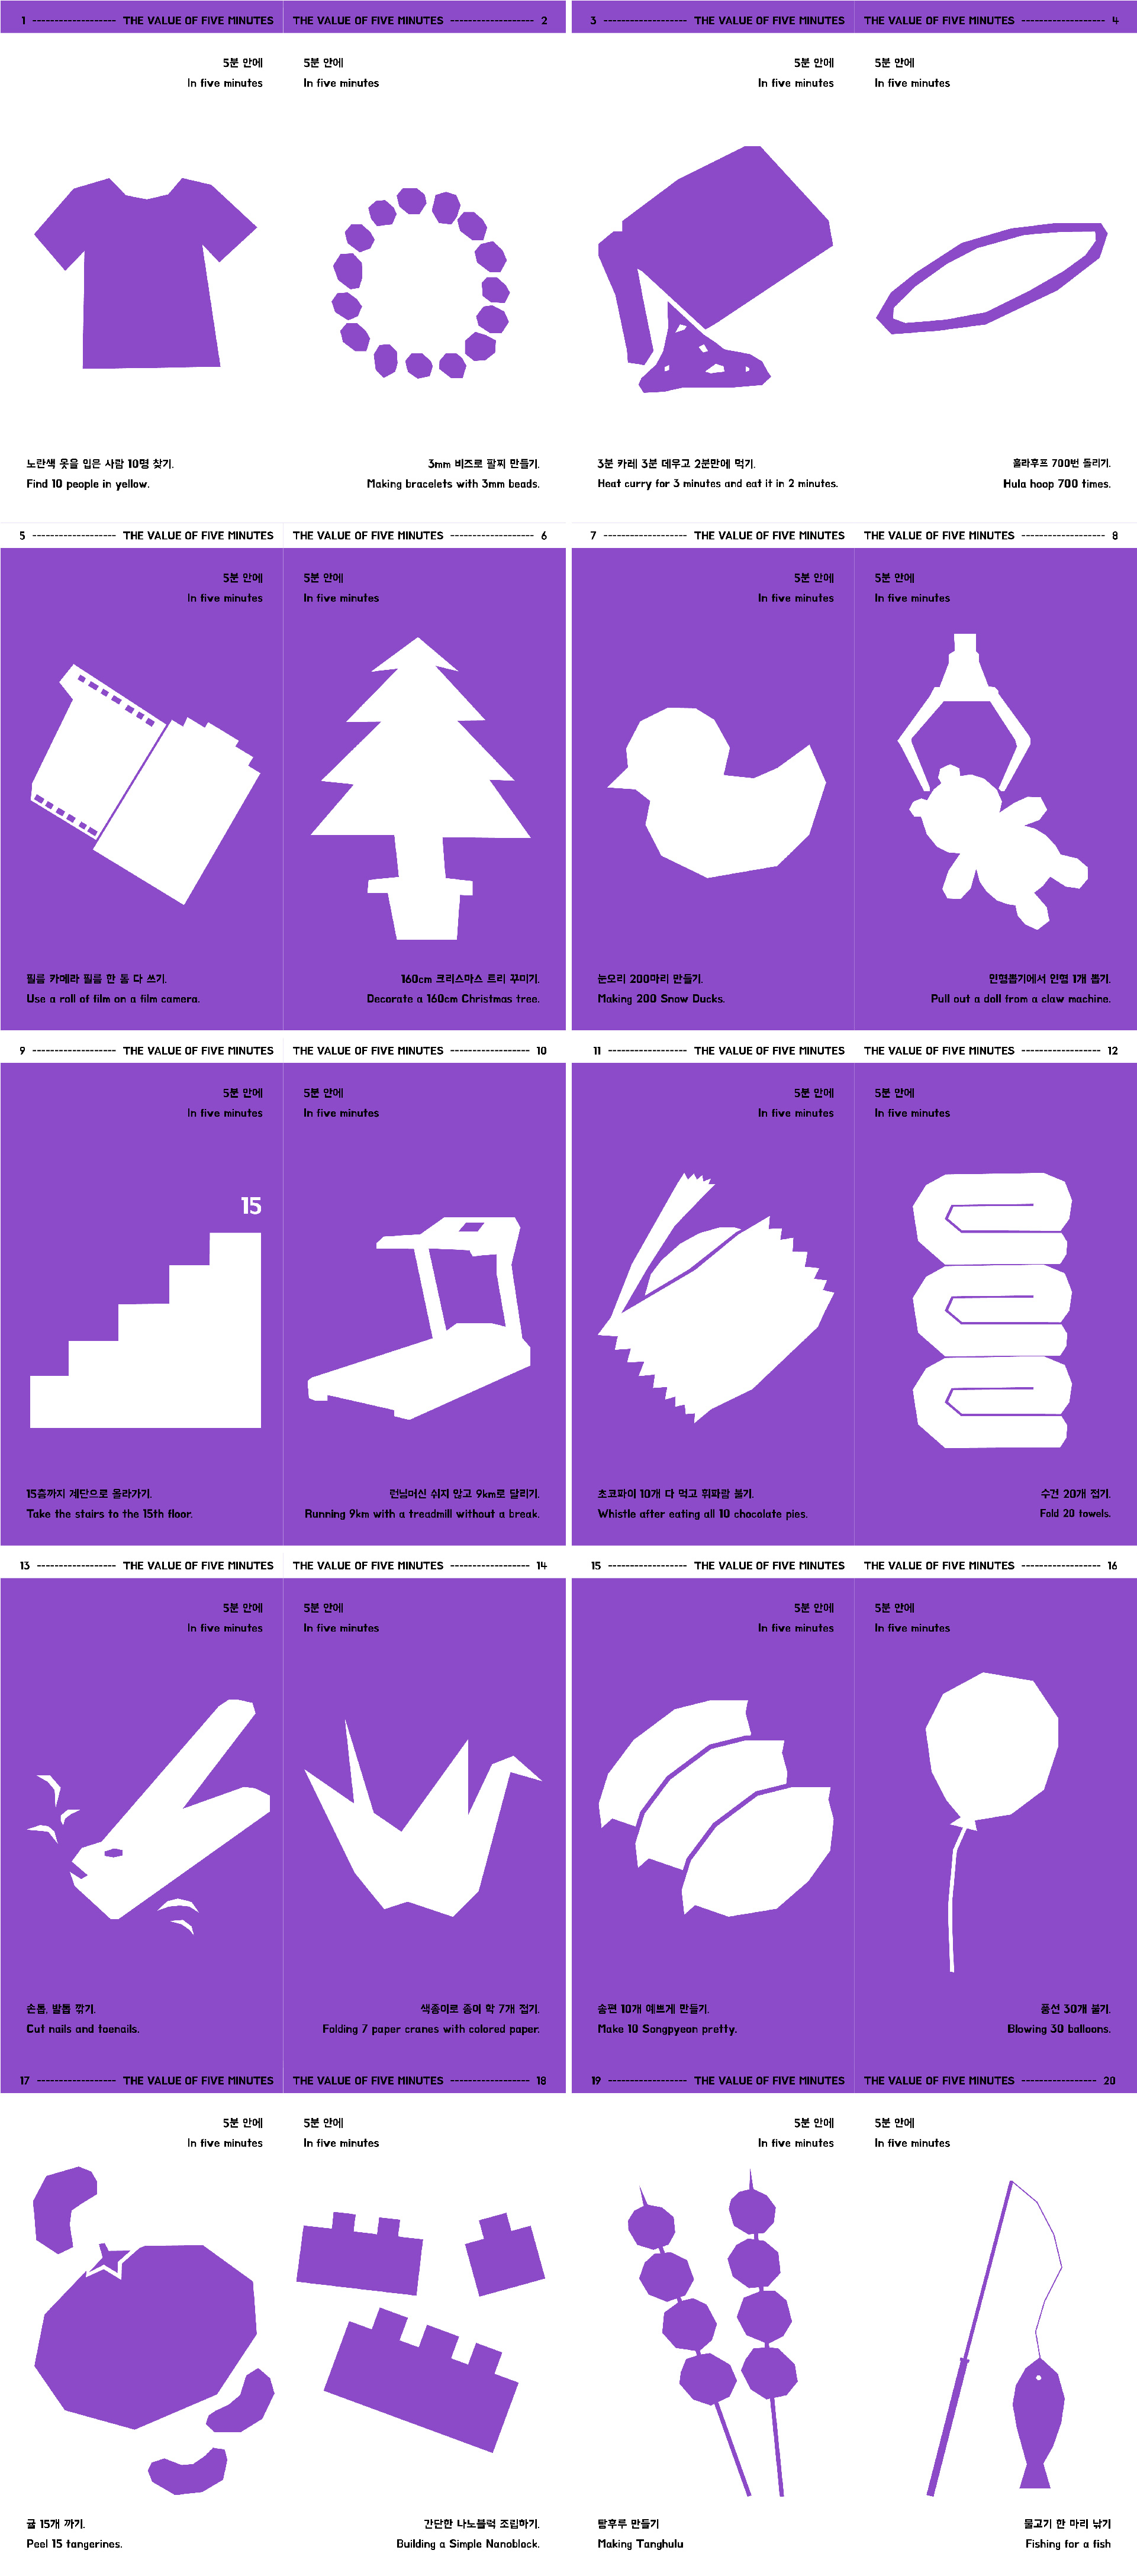 1 ------------------- THE VALUE OF FIVE MINUTES
5분 안에
In five minutes
노란색 옷을 입은 사람 10명 찾기.
Find 10 people in yellow.
THE VALUE OF FIVE MINUTES ------------------- 2
5분 안에
In five minutes
3mm 비즈로 팔찌 만들기.
Making bracelets with 3mm beads.
3 ------------------- THE VALUE OF FIVE MINUTES
5분 안에
In five minutes
3분 카레 3분 데우고 2분만에 먹기.
Heat curry for 3 minutes and eat it in 2 minutes.
THE VALUE OF FIVE MINUTES ------------------- 4
5분 안에
In five minutes
훌라후프 700번 돌리기.
Hula hoop 700 times.
5 ------------------- THE VALUE OF FIVE MINUTES
5분 안에
In five minutes
필름 카메라 필름 한 통 다 쓰기.
Use a roll of film on a film camera.
THE VALUE OF FIVE MINUTES ------------------- 6
5분 안에
In five minutes
160cm 크리스마스 트리 꾸미기.
Decorate a 160cm Christmas tree.
7 ------------------- THE VALUE OF FIVE MINUTES
5분 안에
In five minutes
눈오리 200마리 만들기.
Making 200 Snow Ducks.
THE VALUE OF FIVE MINUTES ------------------- 8
5분 안에
In five minutes
인형뽑기에서 인형 1개 뽑기.
Pull out a doll from a claw machine.
9 ------------------- THE VALUE OF FIVE MINUTES
5분 안에
In five minutes
15
15층까지 계단으로 올라가기.
Take the stairs to the 15th floor.
THE VALUE OF FIVE MINUTES ------------------ 10
5분 안에
In five minutes
런닝머신 쉬지 않고 9km로 달리기.
Running 9km with a treadmill without a break.
11 ------------------ THE VALUE OF FIVE MINUTES
5분 안에
In five minutes
초코파이 10개 다 먹고 휘파람 불기.
Whistle after eating all 10 chocolate pies.
THE VALUE OF FIVE MINUTES ------------------ 12
5분 안에
In five minutes
수건 20개 접기.
Fold 20 towels.
13 ------------------ THE VALUE OF FIVE MINUTES
5분 안에
In five minutes
손톱, 발톱 깎기.
Cut nails and toenails.
THE VALUE OF FIVE MINUTES ------------------ 14
5분 안에
In five minutes
색종이로 종이 학 7개 접기.
Folding 7 paper cranes with colored paper.
15 ------------------ THE VALUE OF FIVE MINUTES
5분 안에
In five minutes
송편 10개 예쁘게 만들기.
Make 10 Songpyeon pretty.
THE VALUE OF FIVE MINUTES ------------------ 16
5분 안에
In five minutes
풍선 30개 불기.
Blowing 30 balloons.
17 ------------------ THE VALUE OF FIVE MINUTES
5분 안에
In five minutes
귤 15개 까기.
Peel 15 tangerines.
THE VALUE OF FIVE MINUTES ------------------ 18
5분 안에
In five minutes
간단한 나노블럭 조립하기.
Building a Simple Nanoblock.
19 ------------------ THE VALUE OF FIVE MINUTES
5분 안에
In five minutes
탕후루 만들기
Making Tanghulu
THE VALUE OF FIVE MINUTES ----------------- 20
5분 안에
In five minutes
물고기 한 마리 낚기
Fishing for a fish